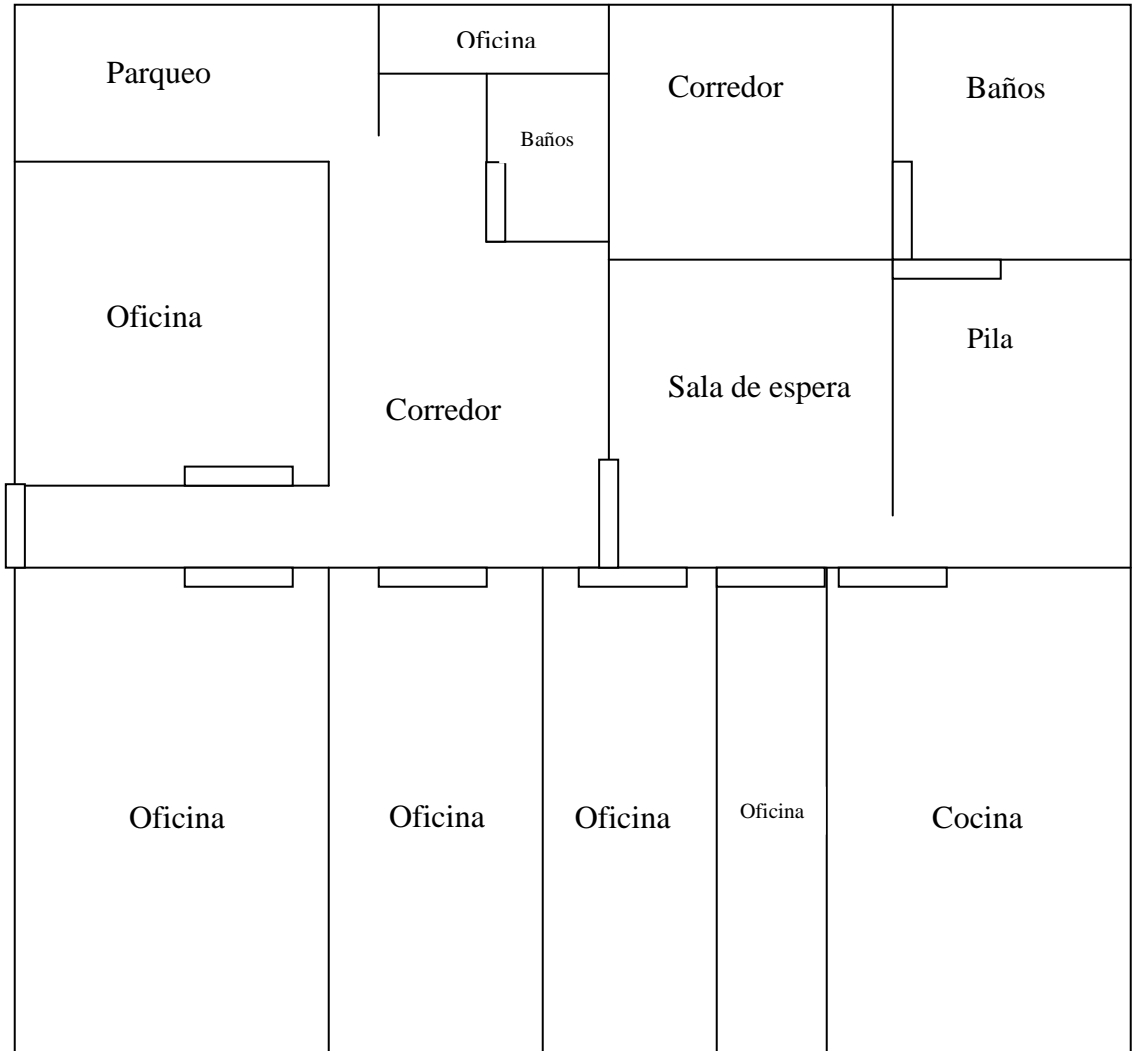 Oficina
Parqueo
Corredor
Baños
Baños
Oficina
Pila
Sala de espera
Corredor
Oficina
Oficina
Oficina
Oficina
Cocina